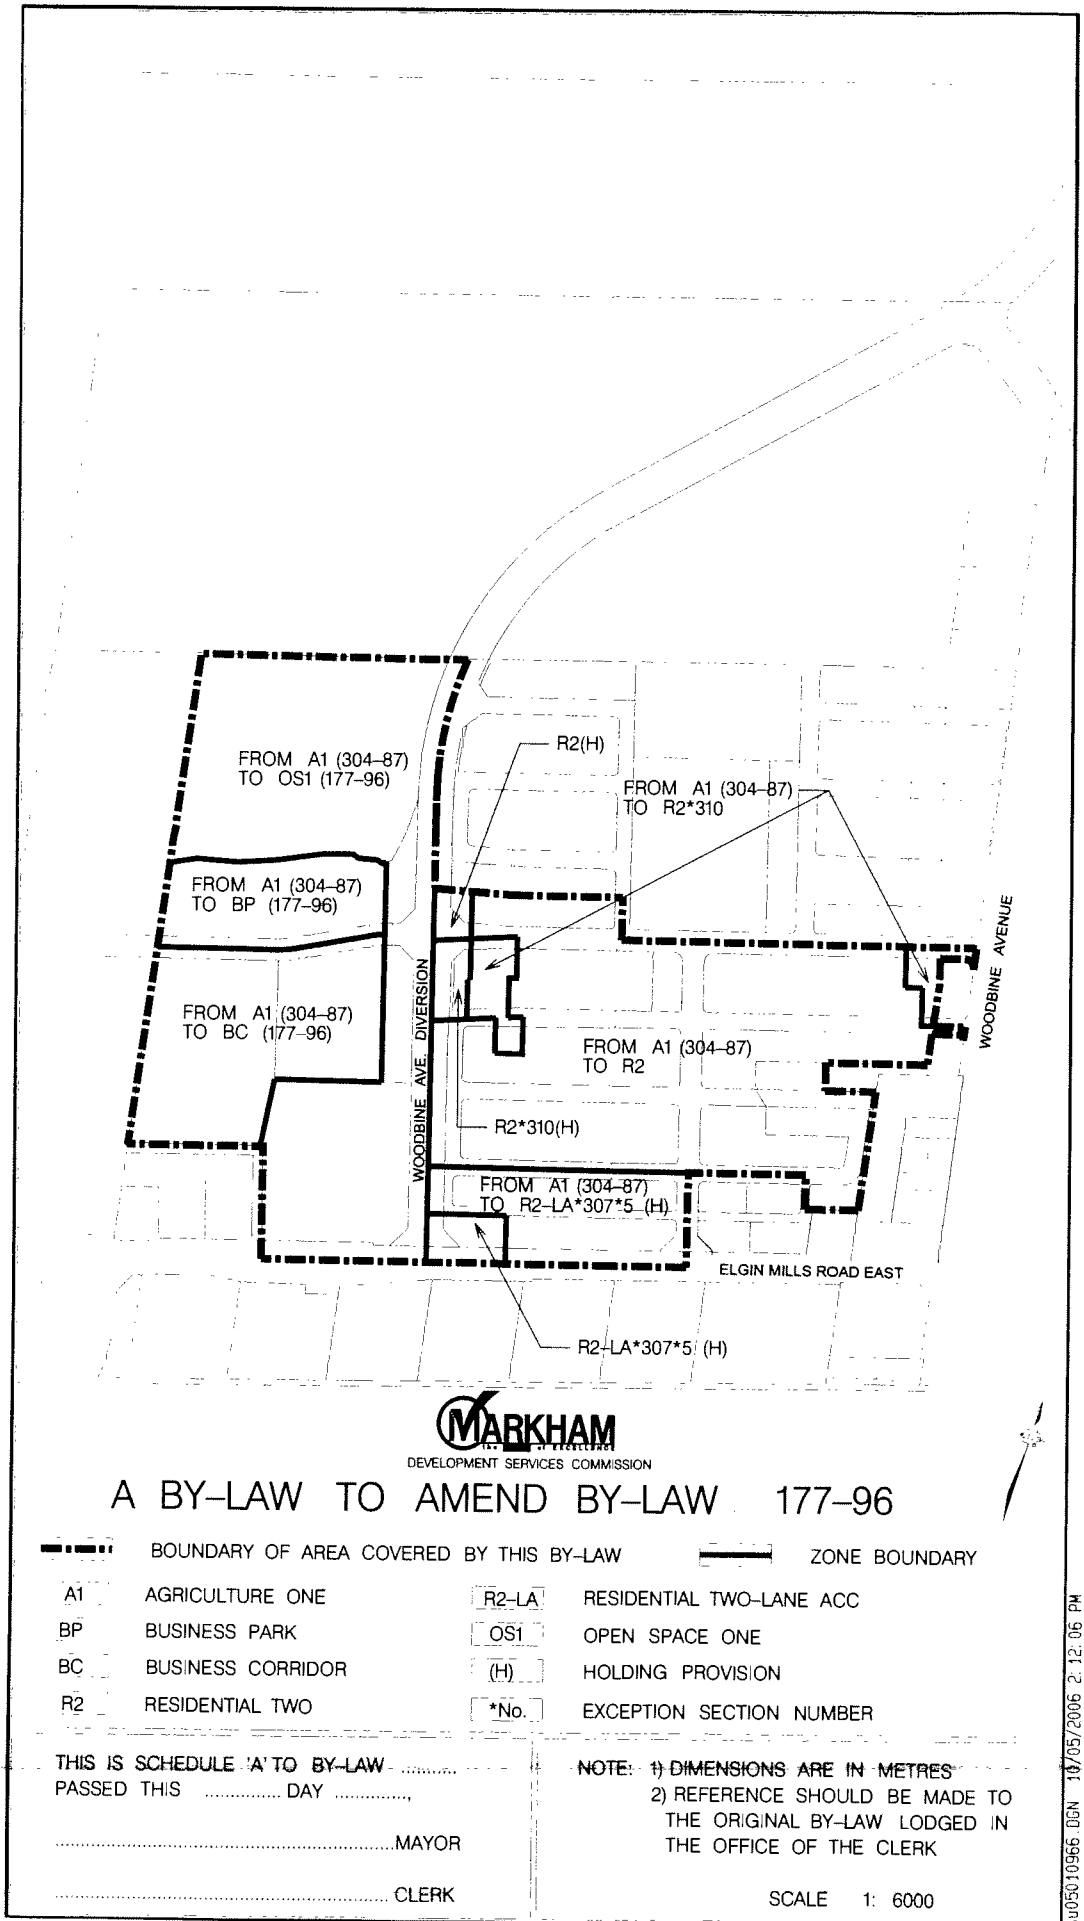 R2(H)
FROM A1 (304–87)
TO OS1 (177–96)
FROM A1 (304–87)
TO R2*310
FROM A1 (304–87)
TO BP (177–96)
WOODBINE AVENUE
WOODBINE AVE. DIVERSION
FROM A1 (304–87)
TO BC (177–96)
FROM A1 (304–87)
TO R2
R2*310(H)
FROM A1 (304–87)
TO R2–LA*307*5 (H)
ELGIN MILLS ROAD EAST
R2–LA*307*5 (H)
MARKHAM
DEVELOPMENT SERVICES COMMISSION
A BY–LAW TO AMEND BY–LAW 177–96
BOUNDARY OF AREA COVERED BY THIS BY–LAW
ZONE BOUNDARY
A1 AGRICULTURE ONE
BP BUSINESS PARK
BC BUSINESS CORRIDOR
R2 RESIDENTIAL TWO
R2–LA RESIDENTIAL TWO–LANE ACC
OS1 OPEN SPACE ONE
(H) HOLDING PROVISION
*No. EXCEPTION SECTION NUMBER
THIS IS SCHEDULE 'A' TO BY–LAW ..........
PASSED THIS .............. DAY .............,
MAYOR
CLERK
NOTE: 1) DIMENSIONS ARE IN METRES
2) REFERENCE SHOULD BE MADE TO
THE ORIGINAL BY–LAW LODGED IN
THE OFFICE OF THE CLERK
SCALE 1: 6000
u05010966.DGN 10/05/2006 2:12:06 PM